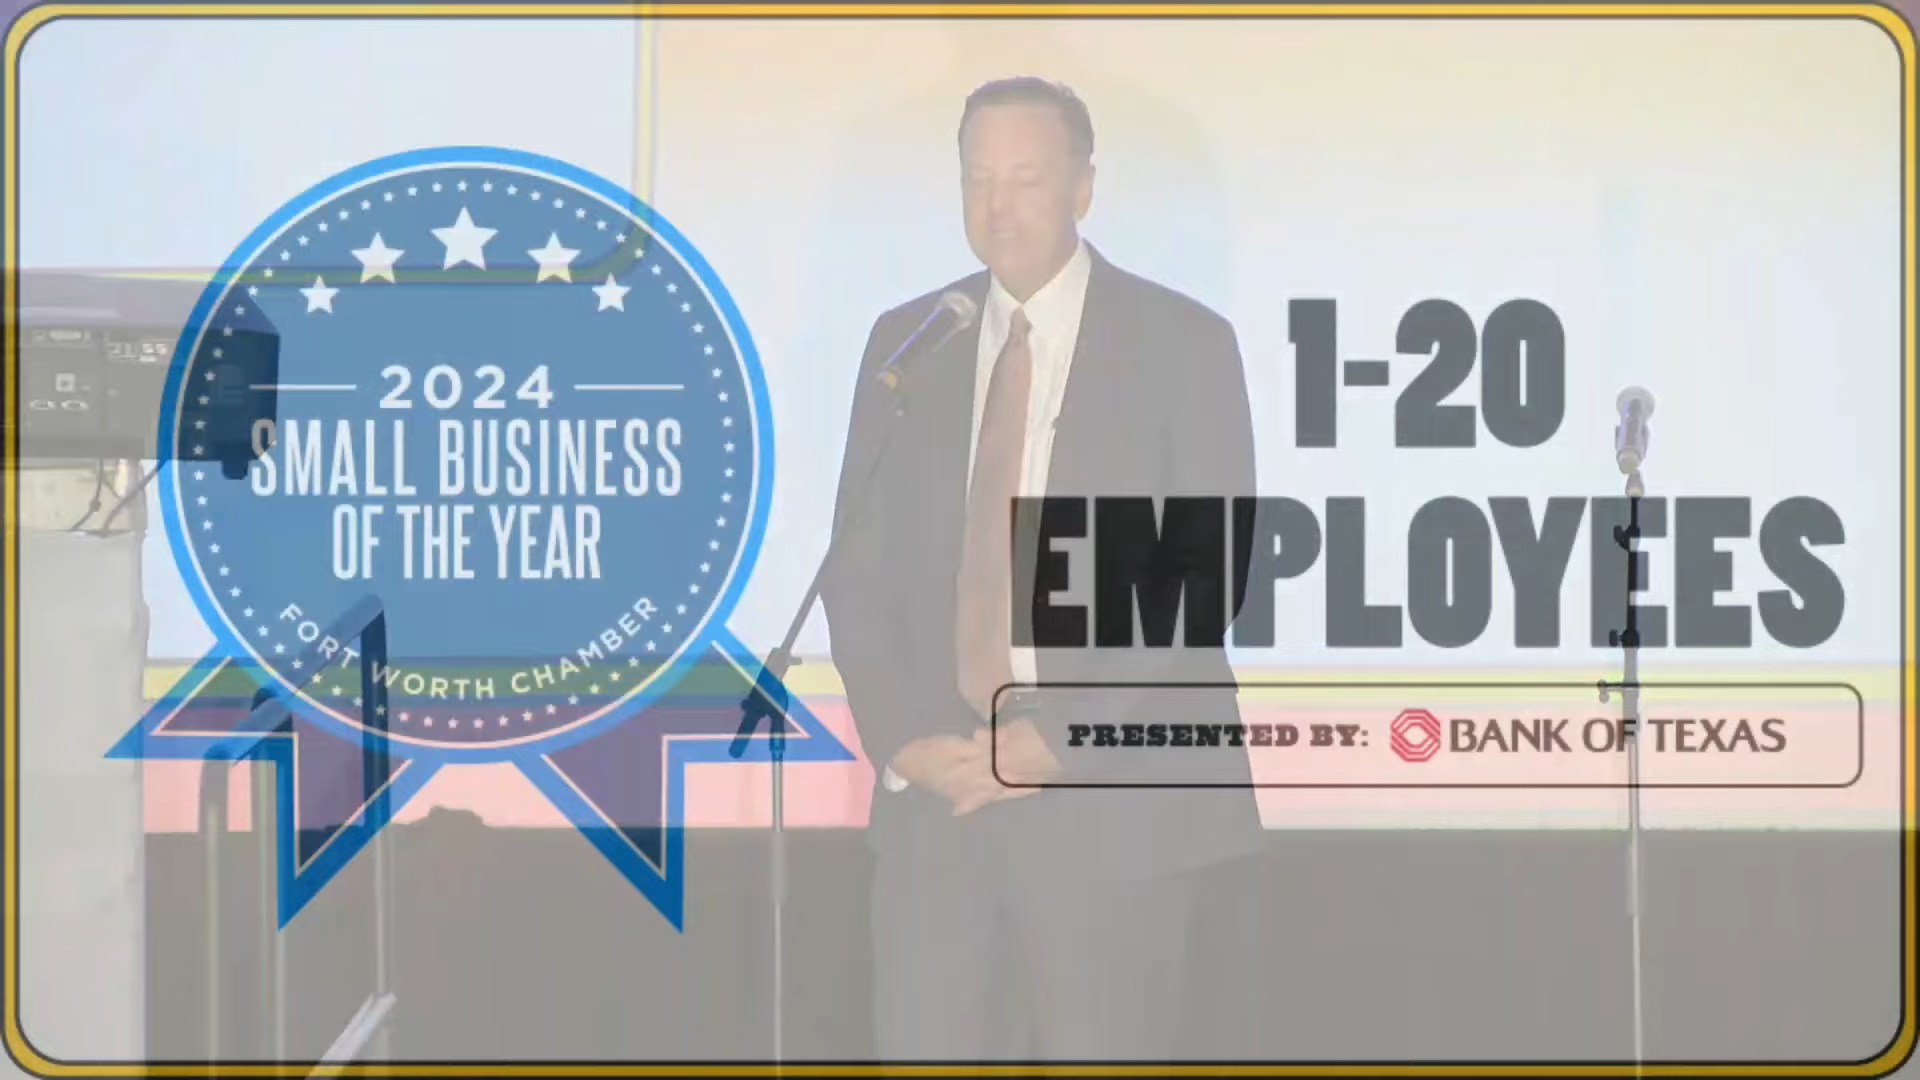 2024
SMALL BUSINESS
OF THE YEAR
FORT WORTH CHAMBER
1-20
EMPLOYEES
PRESENTED BY: BANK OF TEXAS